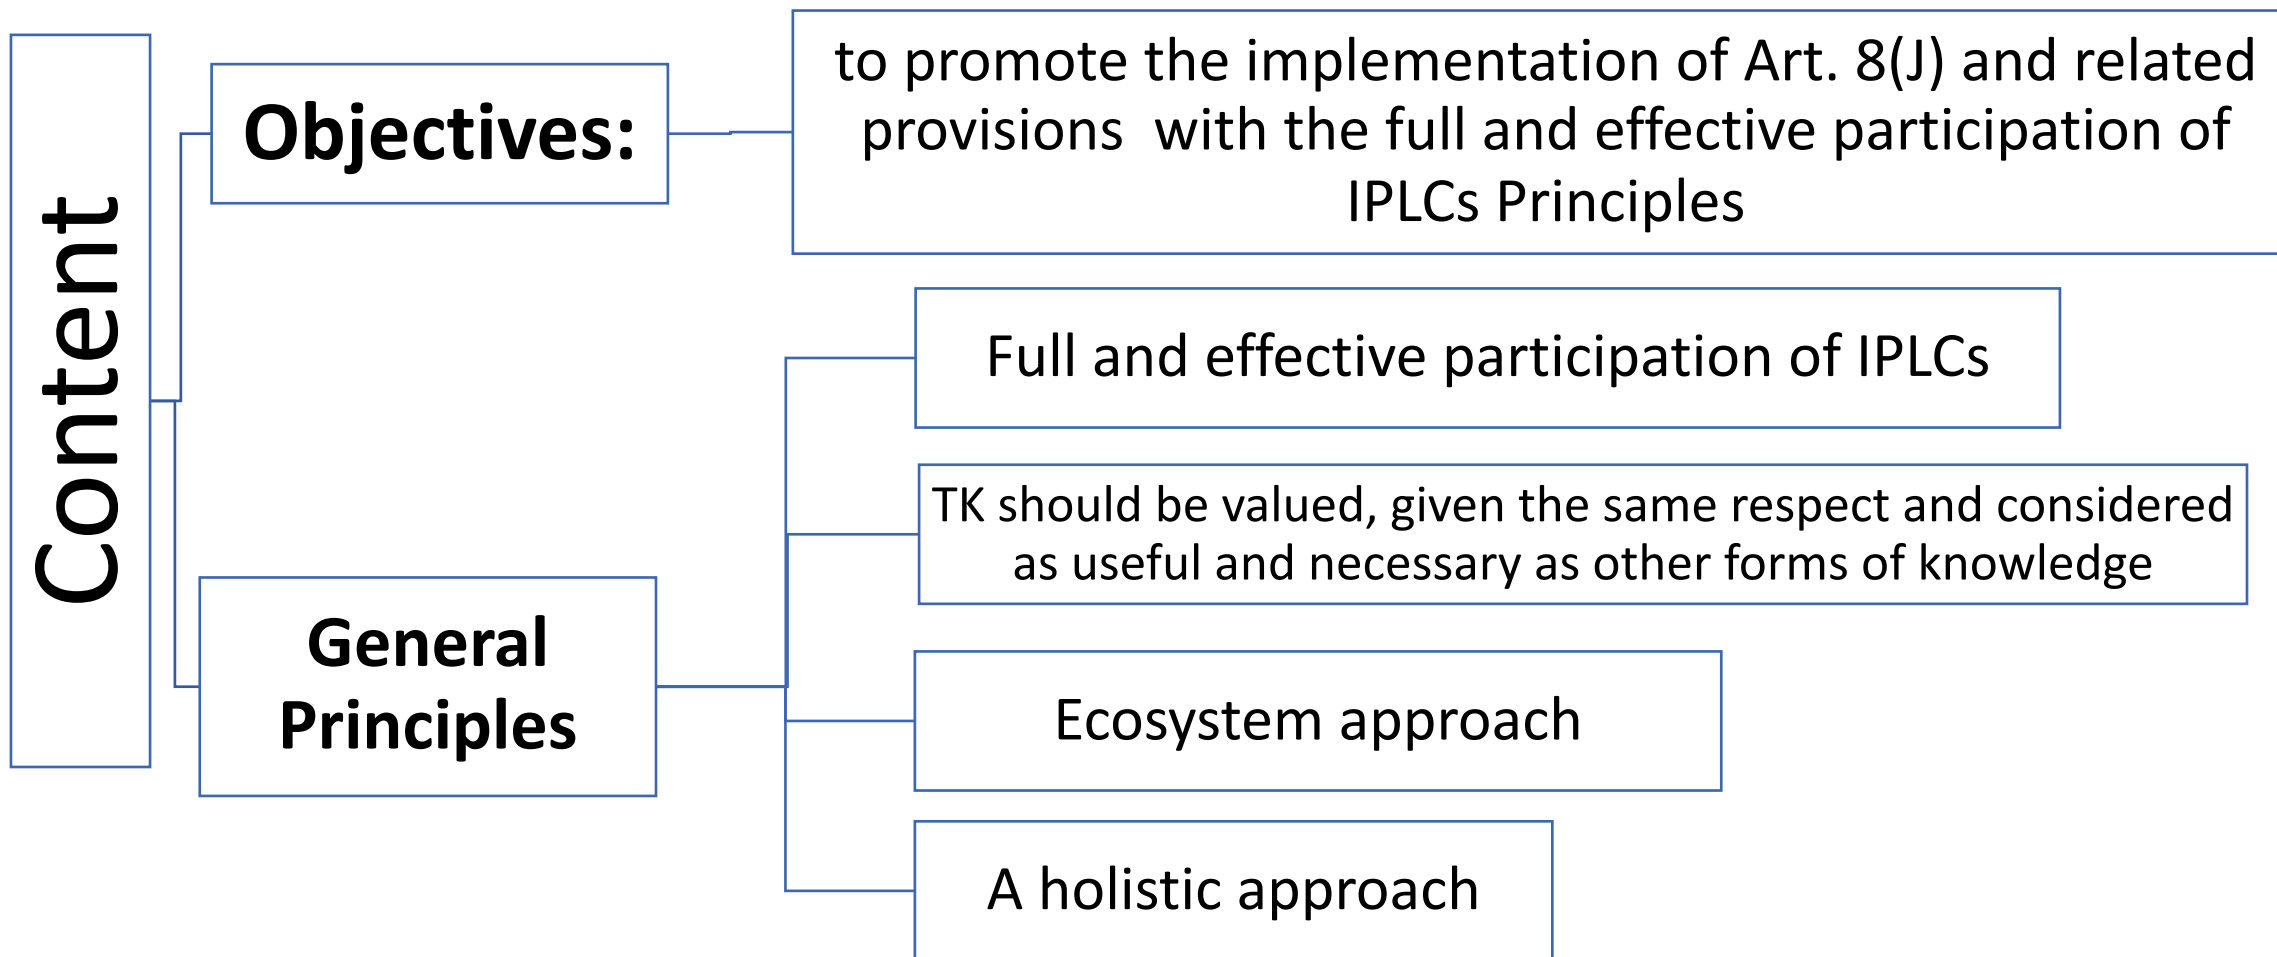 Content
Objectives:
to promote the implementation of Art. 8(J) and related
provisions  with the full and effective participation of
IPLCs Principles
General
Principles
Full and effective participation of IPLCs
TK should be valued, given the same respect and considered
as useful and necessary as other forms of knowledge
Ecosystem approach
A holistic approach